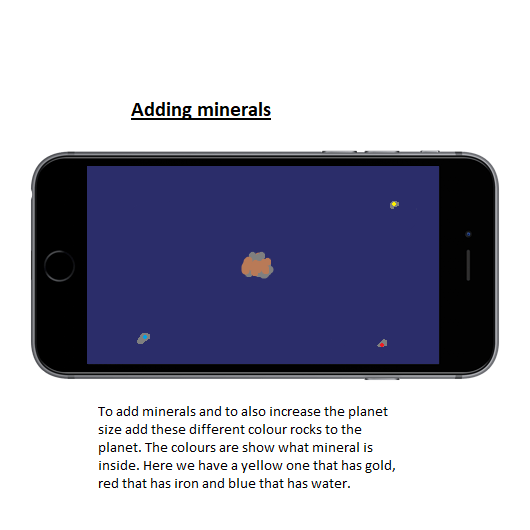 Adding minerals
To add minerals and to also increase the planet
size add these different colour rocks to the
planet. The colours are show what mineral is
inside. Here we have a yellow one that has gold,
red that has iron and blue that has water.